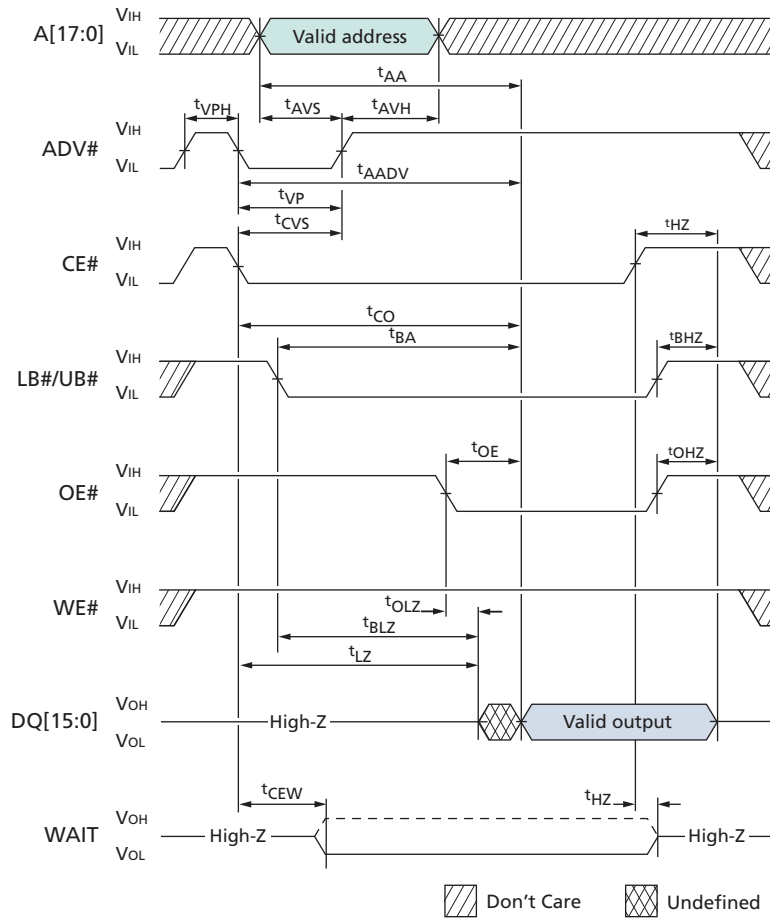 A[17:0]
VIH
VIL
Valid address
tAA
tVPH
tAVS
tAVH
ADV#
VIH
VIL
tAADV
tVP
tCVS
CE#
VIH
VIL
tHZ
tCO
tBA
LB#/UB#
VIH
VIL
tBHZ
tOE
OE#
VIH
VIL
tOHZ
WE#
VIH
VIL
tOLZ
tBLZ
tLZ
DQ[15:0]
VOH
VOL
High-Z
Valid output
tCEW
tHZ
WAIT
VOH
VOL
High-Z
High-Z
Don't Care
Undefined